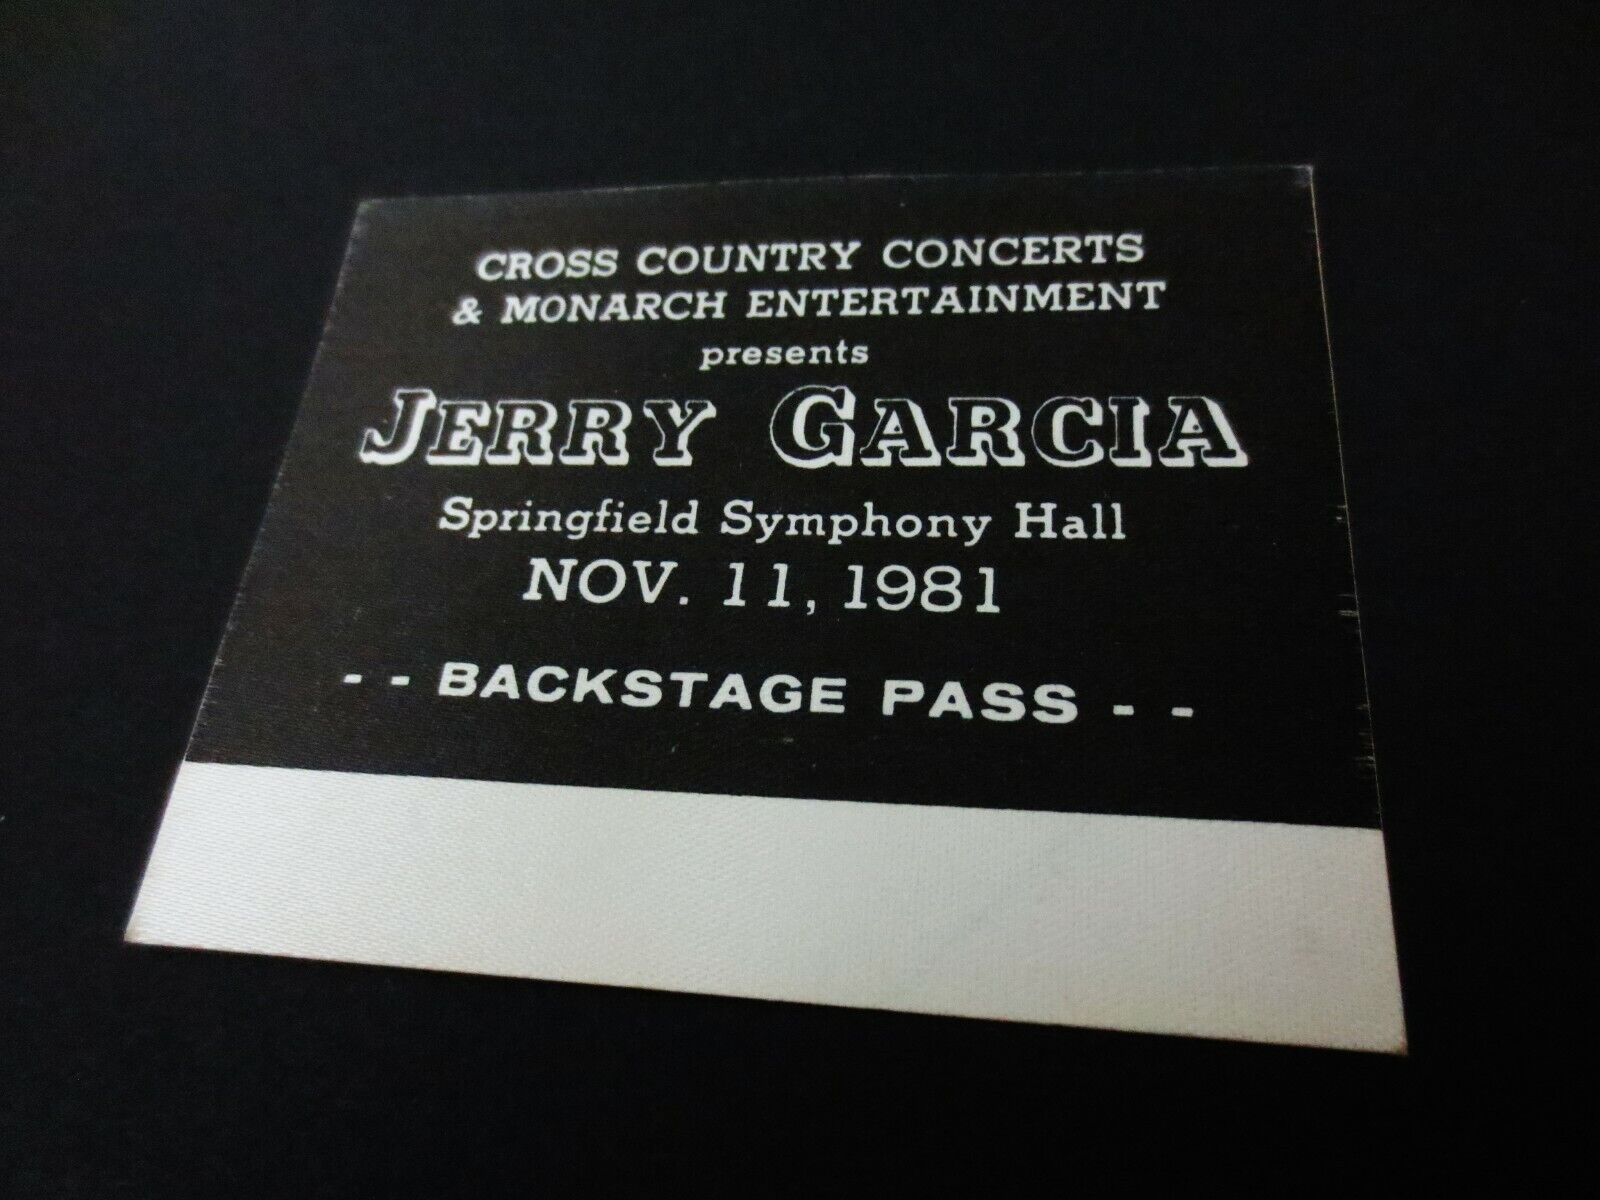 CROSS COUNTRY CONCERTS
& MONARCH ENTERTAINMENT
presents
JERRY GARCIA
Springfield Symphony Hall
NOV. 11, 1981
- - BACKSTAGE PASS - -